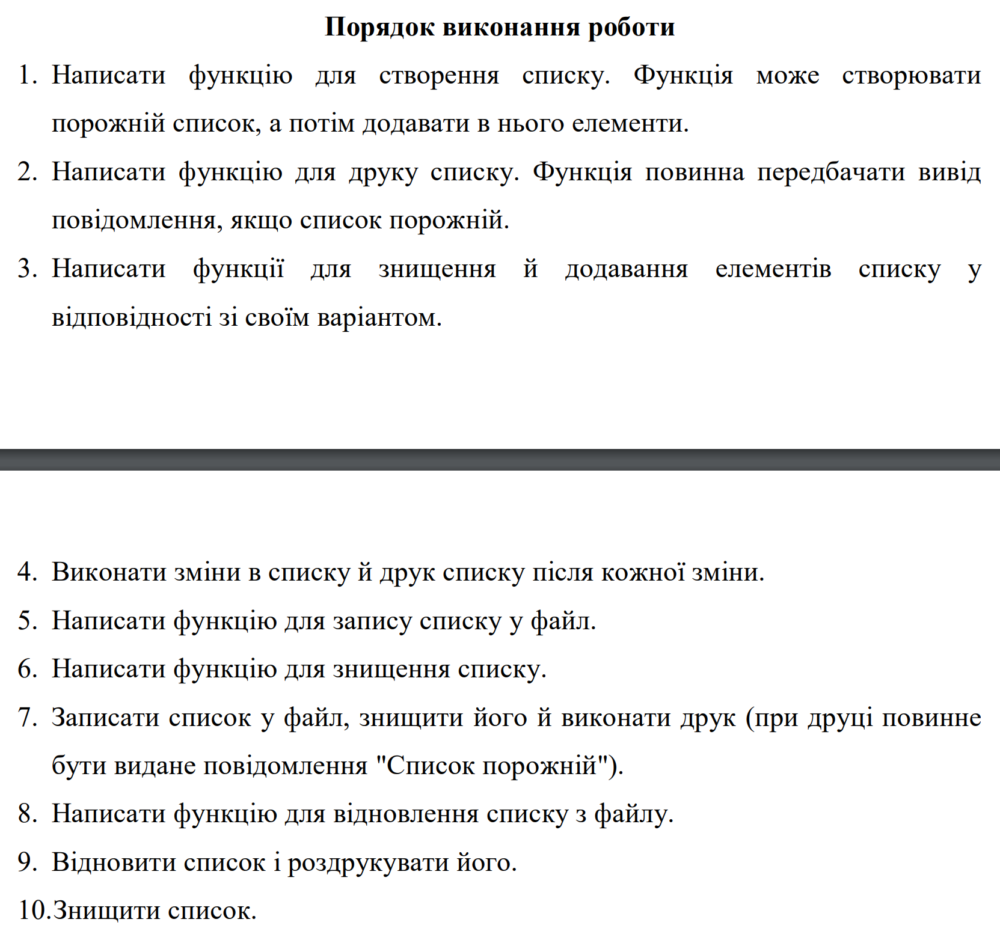 Порядок виконання роботи
1. Написати функцію для створення списку. Функція може створювати
порожній список, а потім додавати в нього елементи.
2. Написати функцію для друку списку. Функція повинна передбачати вивід
повідомлення, якщо список порожній.
3. Написати функції для знищення й додавання елементів списку у
відповідності зі своїм варіантом.
4. Виконати зміни в списку й друк списку після кожної зміни.
5. Написати функцію для запису списку у файл.
6. Написати функцію для знищення списку.
7. Записати список у файл, знищити його й виконати друк (при друці повинне
бути видане повідомлення "Список порожній").
8. Написати функцію для відновлення списку з файлу.
9. Відновити список і роздрукувати його.
10.Знищити список.